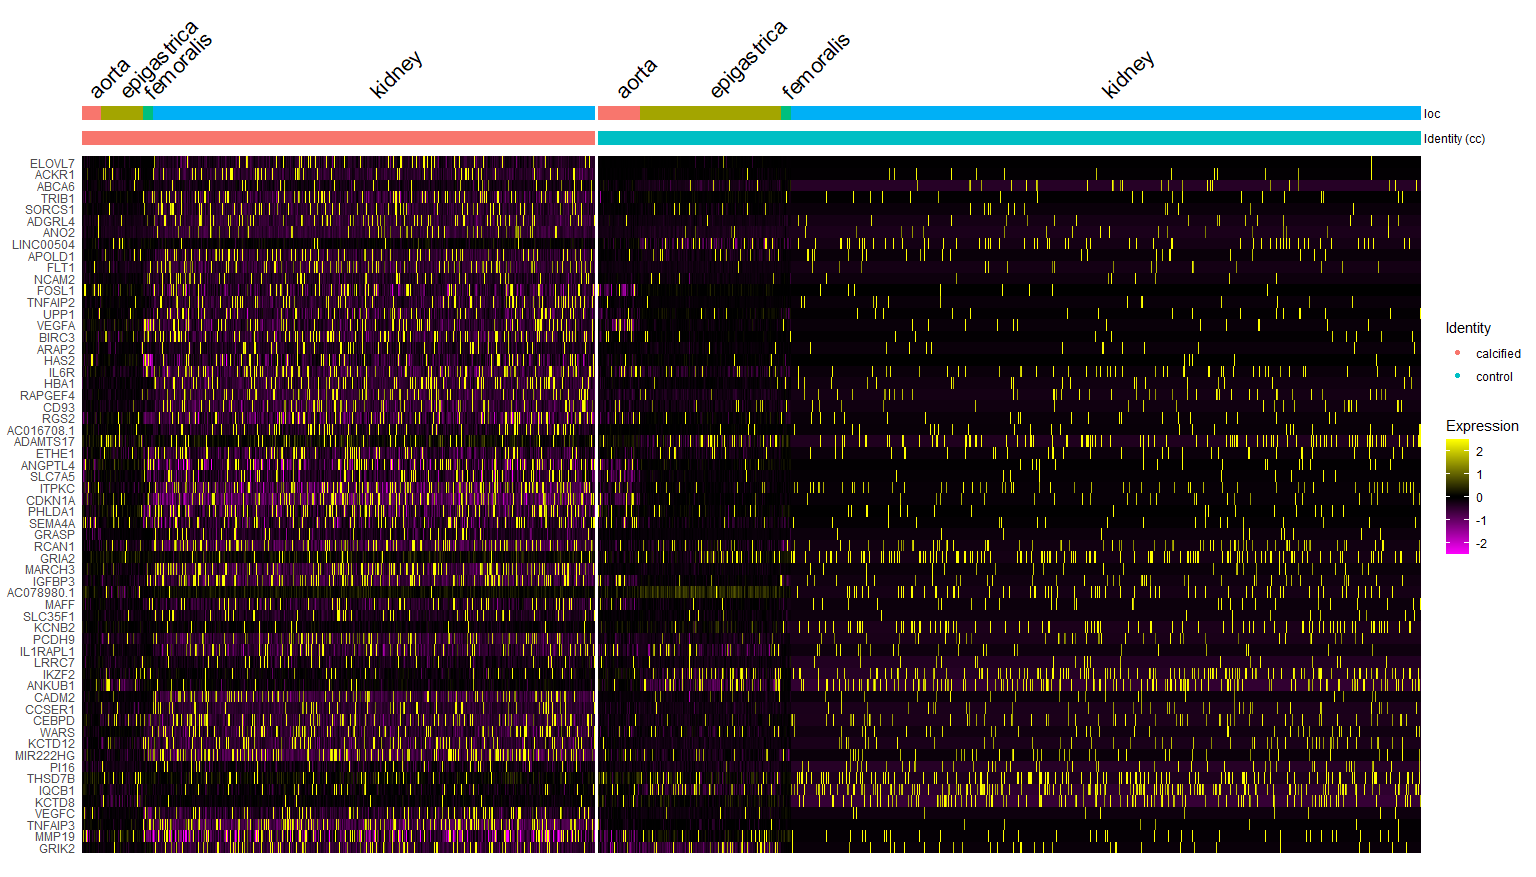 aorta
epigastrica
femoralis
kidney
aorta
epigastrica
femoralis
kidney
loc
Identity (cc)
ELOVL7
ACKR1
ABCA6
TRIB1
SORCS1
ADGRL4
ANO2
LINC00504
APOLD1
FLT1
NCAM2
FOSL1
TNFAIP2
UPP1
VEGFA
BIRC3
ARAP2
HAS2
IL6R
HBA1
RAPGEF4
CD93
RGS2
AC016708.1
ADAMTS17
ETHE1
ANGPTL4
SLC7A5
ITPKC
CDKN1A
PHLDA1
SEMA4A
GRASP
RCAN1
GRIA2
MARCH3
IGFBP3
AC078980.1
MAFF
SLC35F1
KCNB2
PCDH9
IL1RAPL1
LRRC7
IKZF2
ANKUB1
CADM2
CCSER1
CEBPD
WARS
KCTD12
MIR222HG
PI16
THSD7B
IQCB1
KCTD8
VEGFC
TNFAIP3
MMP19
GRIK2
Identity
calcified
control
Expression
2
1
0
-1
-2